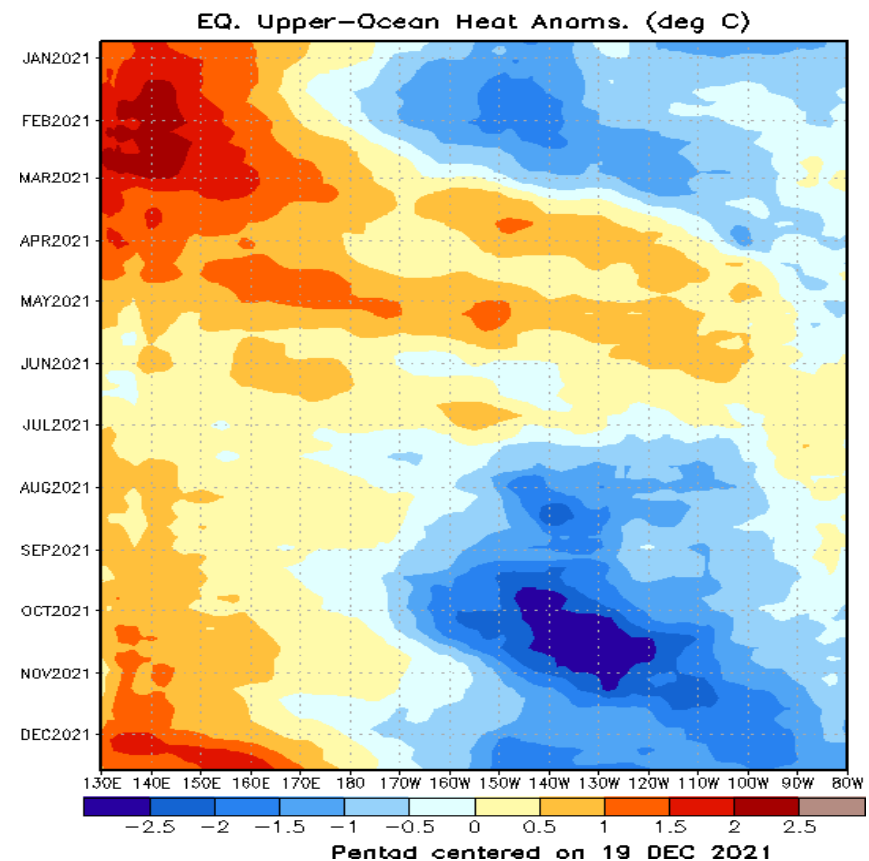 EQ. Upper-Ocean Heat Anoms. (deg C)
JAN2021
FEB2021
MAR2021
APR2021
MAY2021
JUN2021
JUL2021
AUG2021
SEP2021
OCT2021
NOV2021
DEC2021
130E 140E 150E 160E 170E 180 170W 160W 150W 140W 130W 120W 110W 100W 90W 80W
-2.5 -2 -1.5 -1 -0.5 0 0.5 1 1.5 2 2.5
Pentad centered on 19 DEC 2021